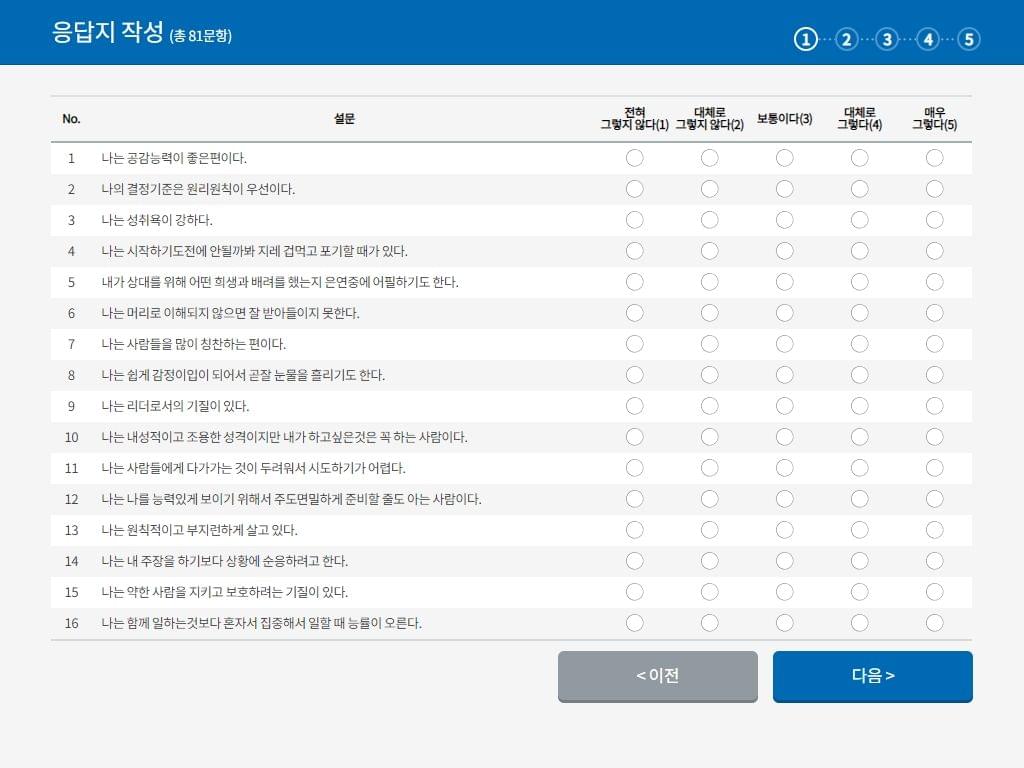 응답지 작성 (총 81문항)
1 2 3 4 5
No. 설문 전혀 그렇지 않다(1) 대체로 그렇지 않다(2) 보통이다(3) 대체로 그렇다(4) 매우 그렇다(5)
1 나는 공감능력이 좋은편이다.
2 나의 결정기준은 원리원칙이 우선이다.
3 나는 성취욕이 강하다.
4 나는 시작하기도전에 안될까봐 지레 겁먹고 포기할 때가 있다.
5 내가 상대를 위해 어떤 희생과 배려를 했는지 은연중에 어필하기도 한다.
6 나는 머리로 이해되지 않으면 잘 받아들이지 못한다.
7 나는 사람들을 많이 칭찬하는 편이다.
8 나는 쉽게 감정이입이 되어서 곧잘 눈물을 흘리기도 한다.
9 나는 리더로서의 기질이 있다.
10 나는 내성적이고 조용한 성격이지만 내가 하고싶은것은 꼭 하는 사람이다.
11 나는 사람들에게 다가가는 것이 두려워서 시도하기가 어렵다.
12 나는 나를 능력있게 보이기 위해서 주도면밀하게 준비할 줄도 아는 사람이다.
13 나는 원칙적이고 부지런하게 살고 있다.
14 나는 내 주장을 하기보다 상황에 순응하려고 한다.
15 나는 약한 사람을 지키고 보호하려는 기질이 있다.
16 나는 함께 일하는것보다 혼자서 집중해서 일할 때 능률이 오른다.
< 이전 다음 >